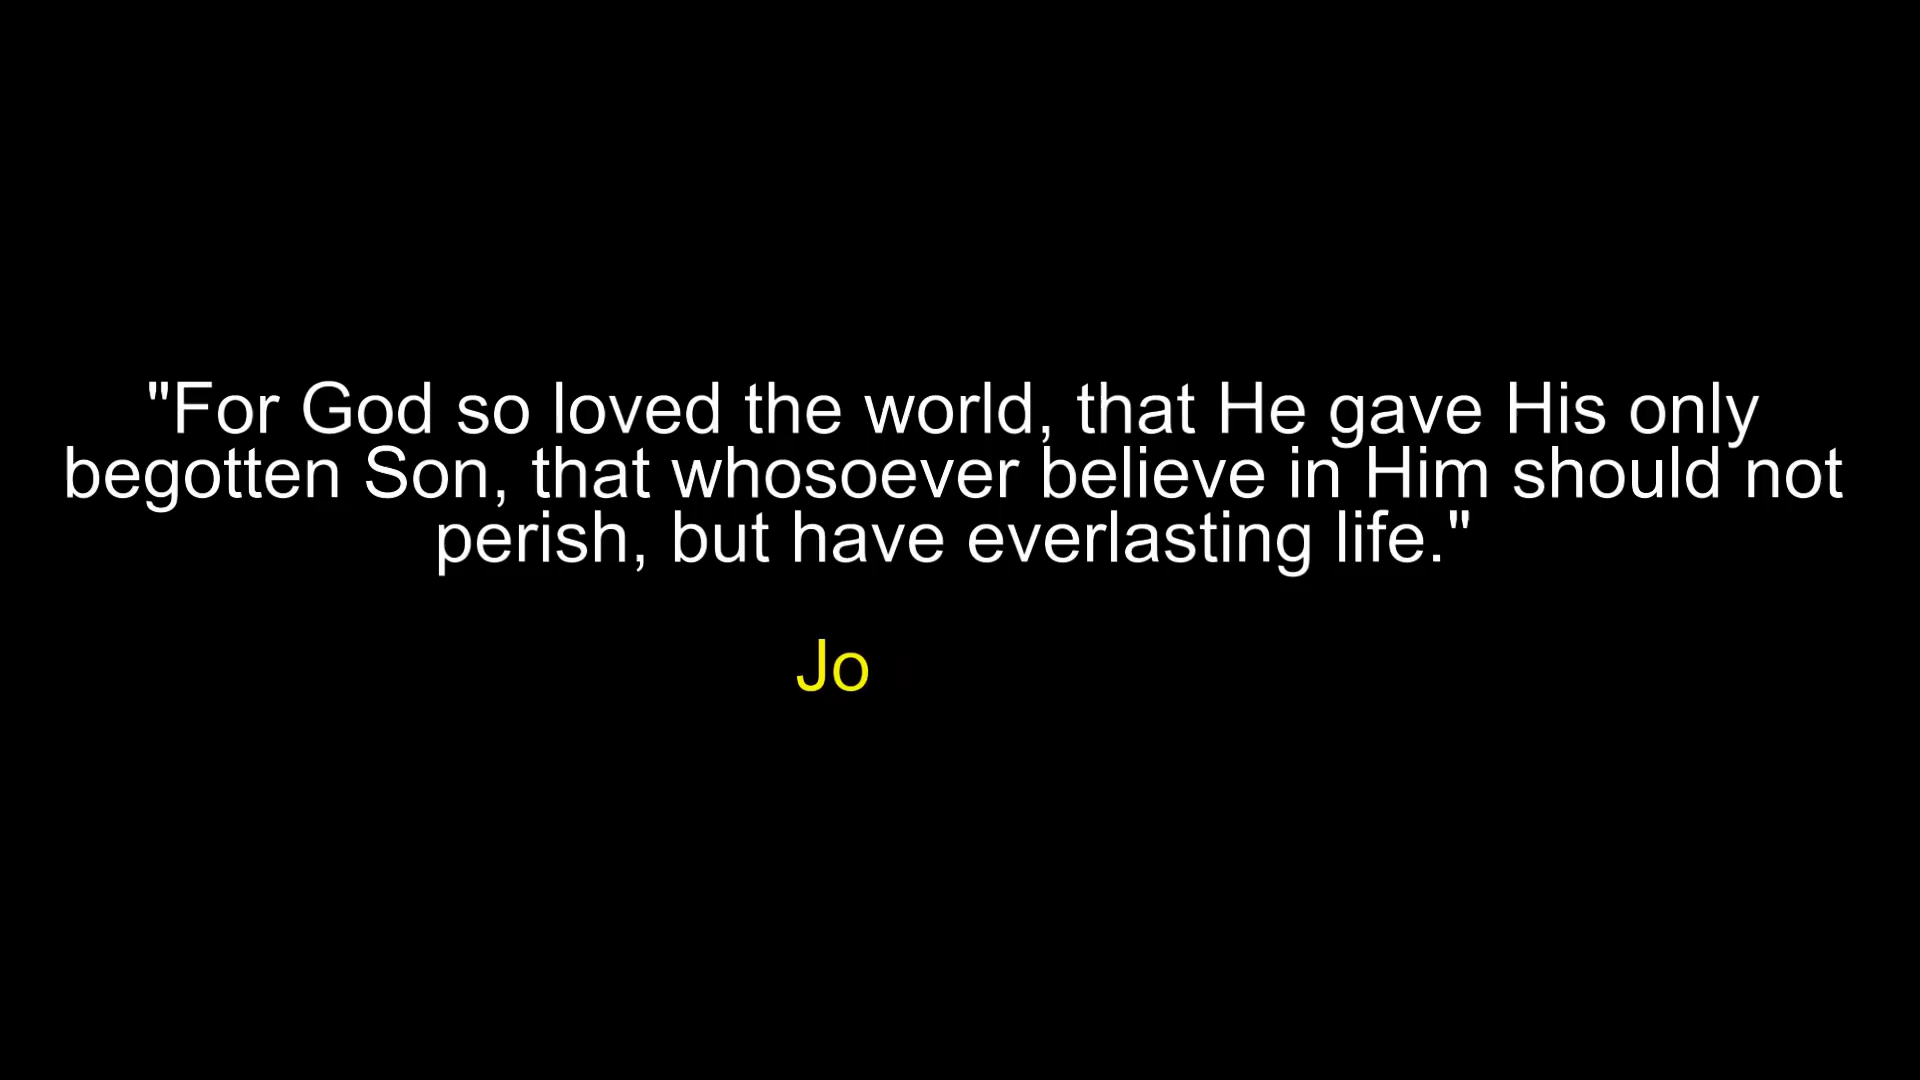 "For God so loved the world, that He gave His only
begotten Son, that whosoever believe in Him should not
perish, but have everlasting life."
Jo